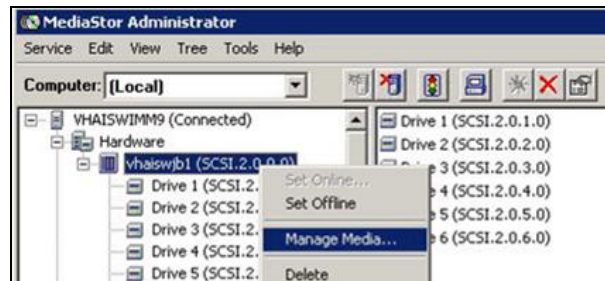 MediaStor Administrator
Service Edit View Tree Tools Help
Computer: (Local)
VHAISWIMM9 (Connected)
Hardware
vhaiswjb1 (SCSI.2.0.0.0)
Drive 1 (SCSI.2.
Drive 2 (SCSI.2.
Drive 3 (SCSI.2.
Drive 4 (SCSI.2.
Drive 5 (SCSI.2.
Set Online...
Set Offline
Manage Media...
Delete
Drive 1 (SCSI.2.0.1.0)
Drive 2 (SCSI.2.0.2.0)
3 (SCSI.2.0.3.0)
4 (SCSI.2.0.4.0)
5 (SCSI.2.0.5.0)
6 (SCSI.2.0.6.0)